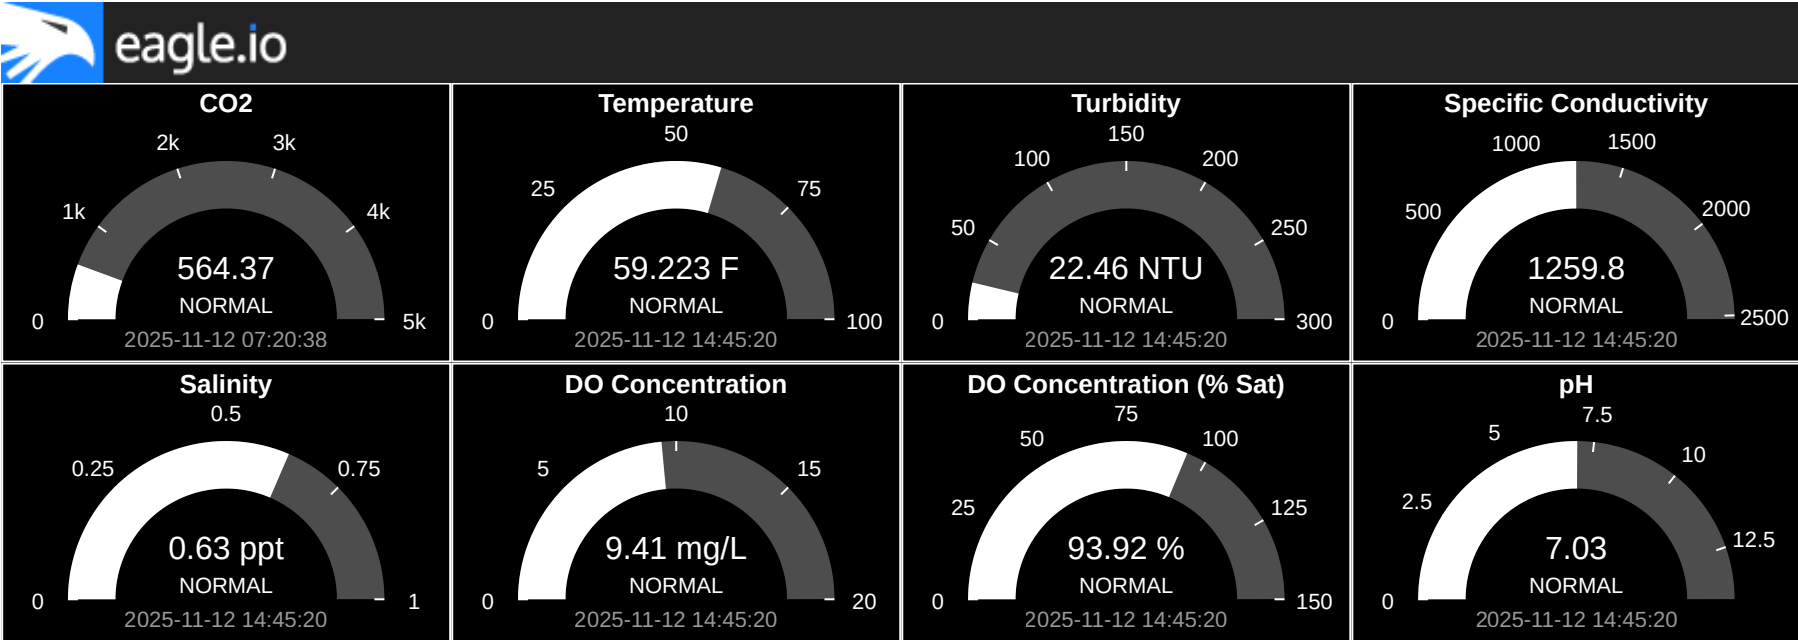 eagle.io
CO2
0
1k
2k
3k
4k
5k
564.37
NORMAL
2025-11-12 07:20:38
Temperature
0
25
50
75
100
59.223 F
NORMAL
2025-11-12 14:45:20
Turbidity
0
50
100
150
200
250
300
22.46 NTU
NORMAL
2025-11-12 14:45:20
Specific Conductivity
0
500
1000
1500
2000
2500
1259.8
NORMAL
2025-11-12 14:45:20
Salinity
0
0.25
0.5
0.75
1
0.63 ppt
NORMAL
2025-11-12 14:45:20
DO Concentration
0
5
10
15
20
9.41 mg/L
NORMAL
2025-11-12 14:45:20
DO Concentration (% Sat)
0
25
50
75
100
125
150
93.92 %
NORMAL
2025-11-12 14:45:20
pH
0
2.5
5
7.5
10
12.5
7.03
NORMAL
2025-11-12 14:45:20